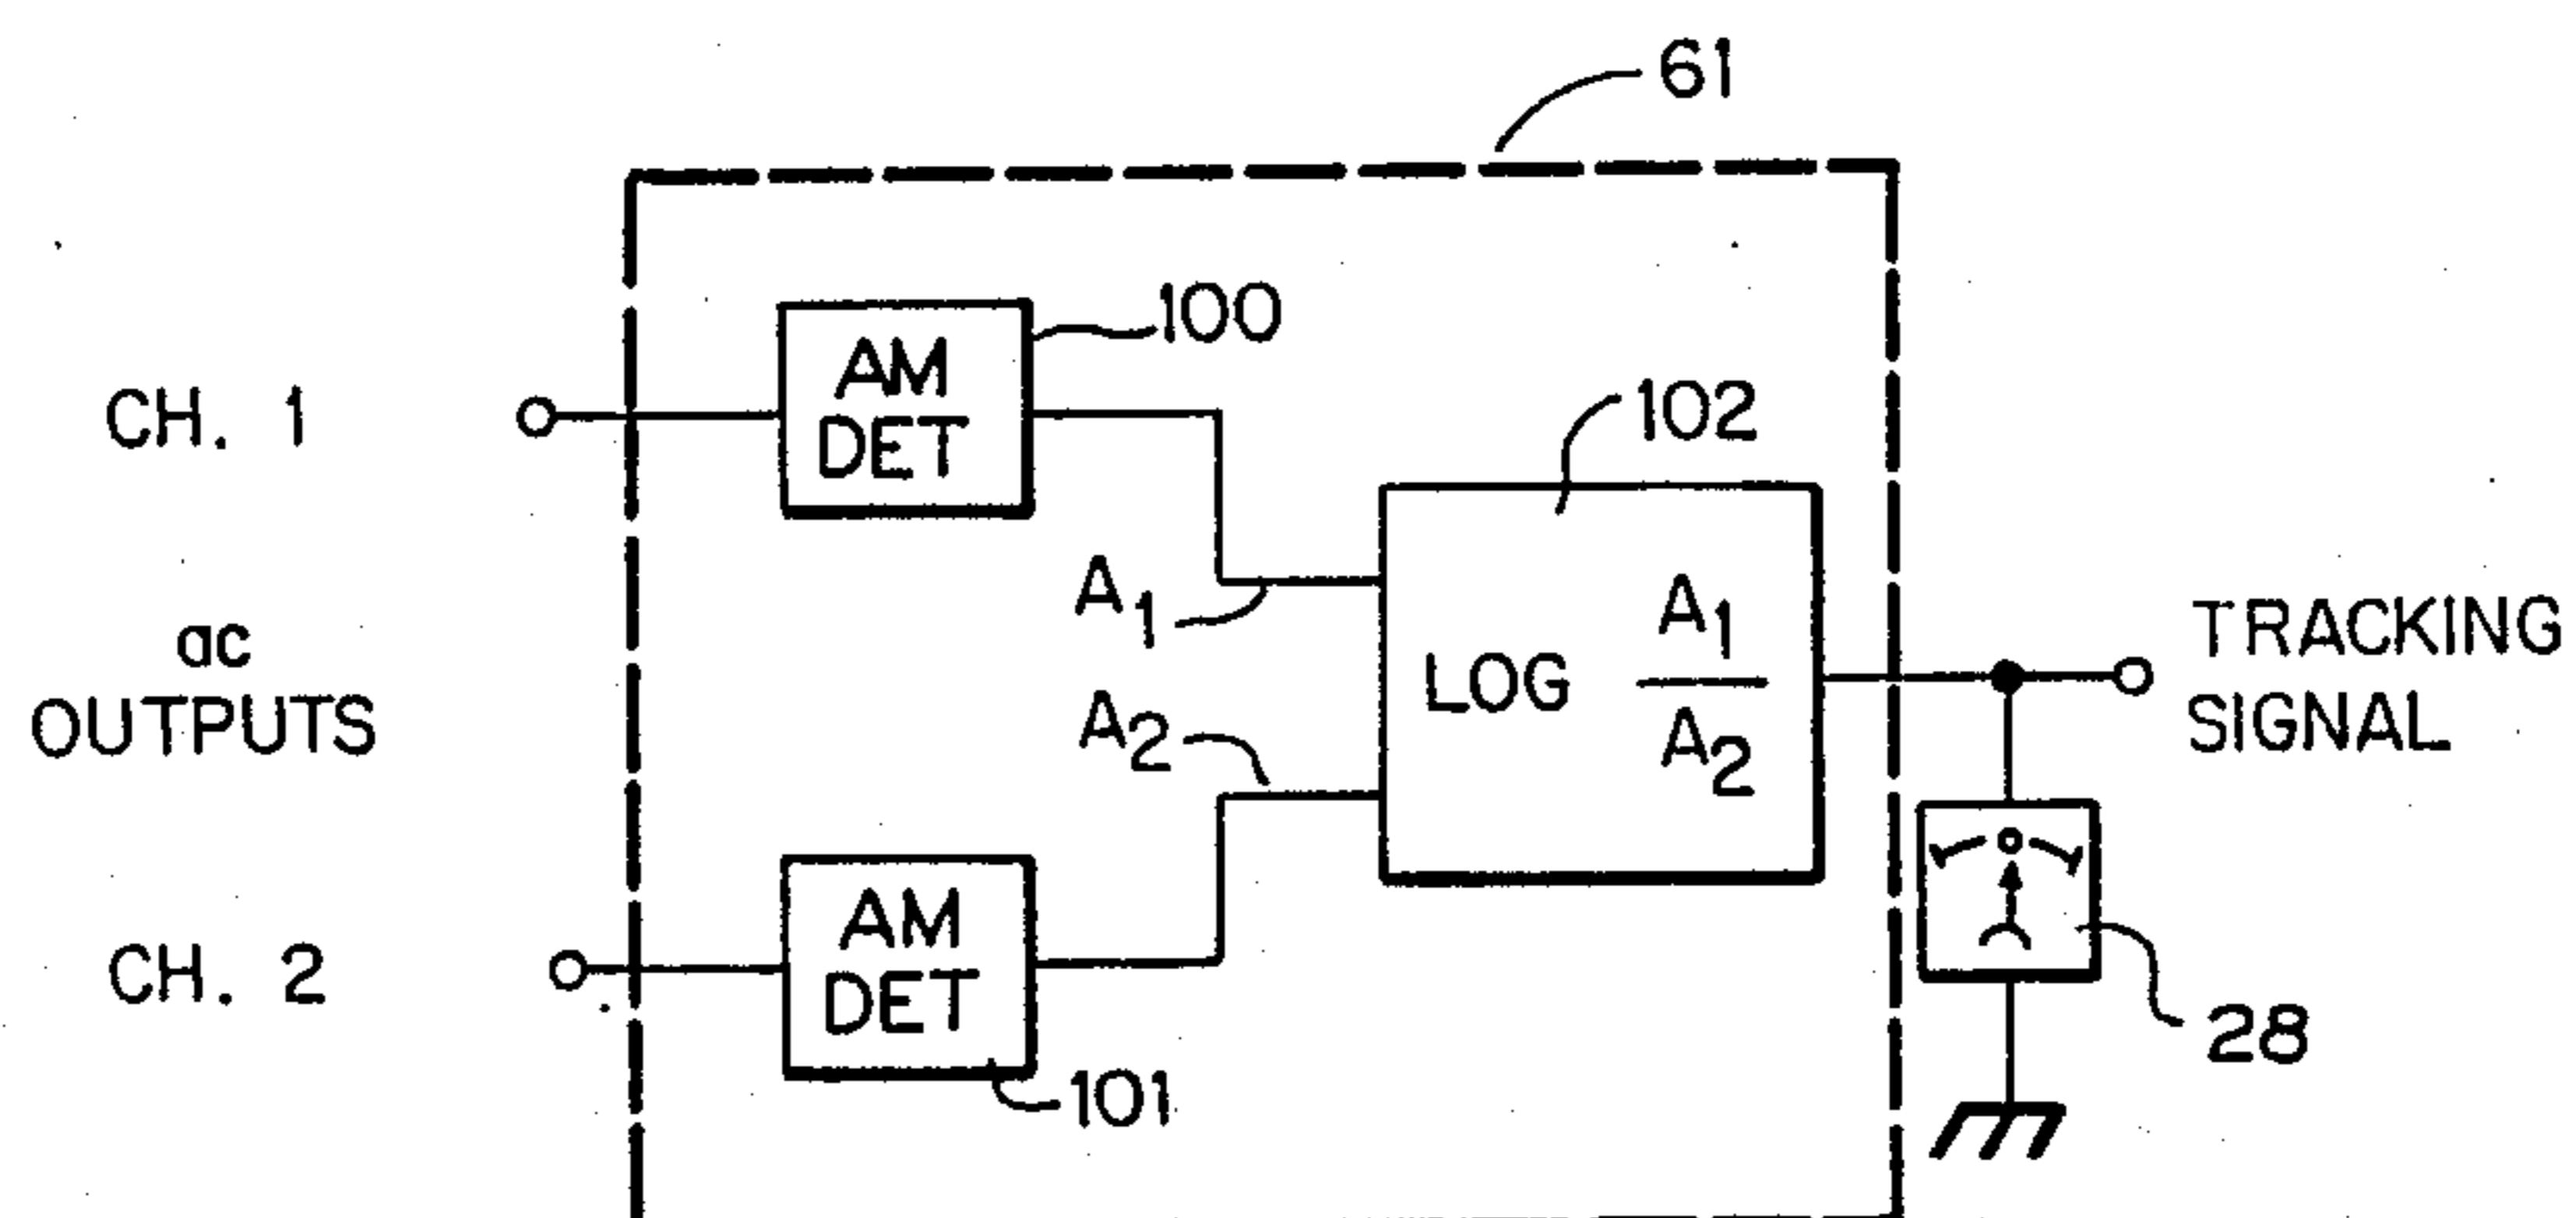 61
AM
DET
100
CH. 1
102
A1
LOG A1
A2
A2
ac
OUTPUTS
TRACKING
SIGNAL
AM
DET
101
CH. 2
28